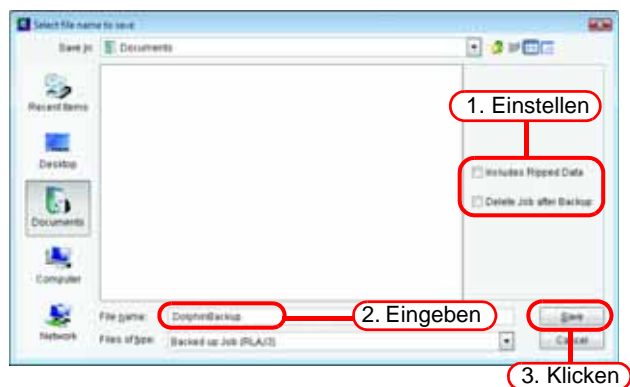 Select file name to save
Save in: Documents
Recent Items
1. Einstellen
Desktop
Includes Ripped Data
Documents
Delete Job after Backup
Computer
File name: DolphinBackup
2. Eingeben
Save
Network
Files of type: Backed up Job (RLA/3)
Cancel
3. Klicken